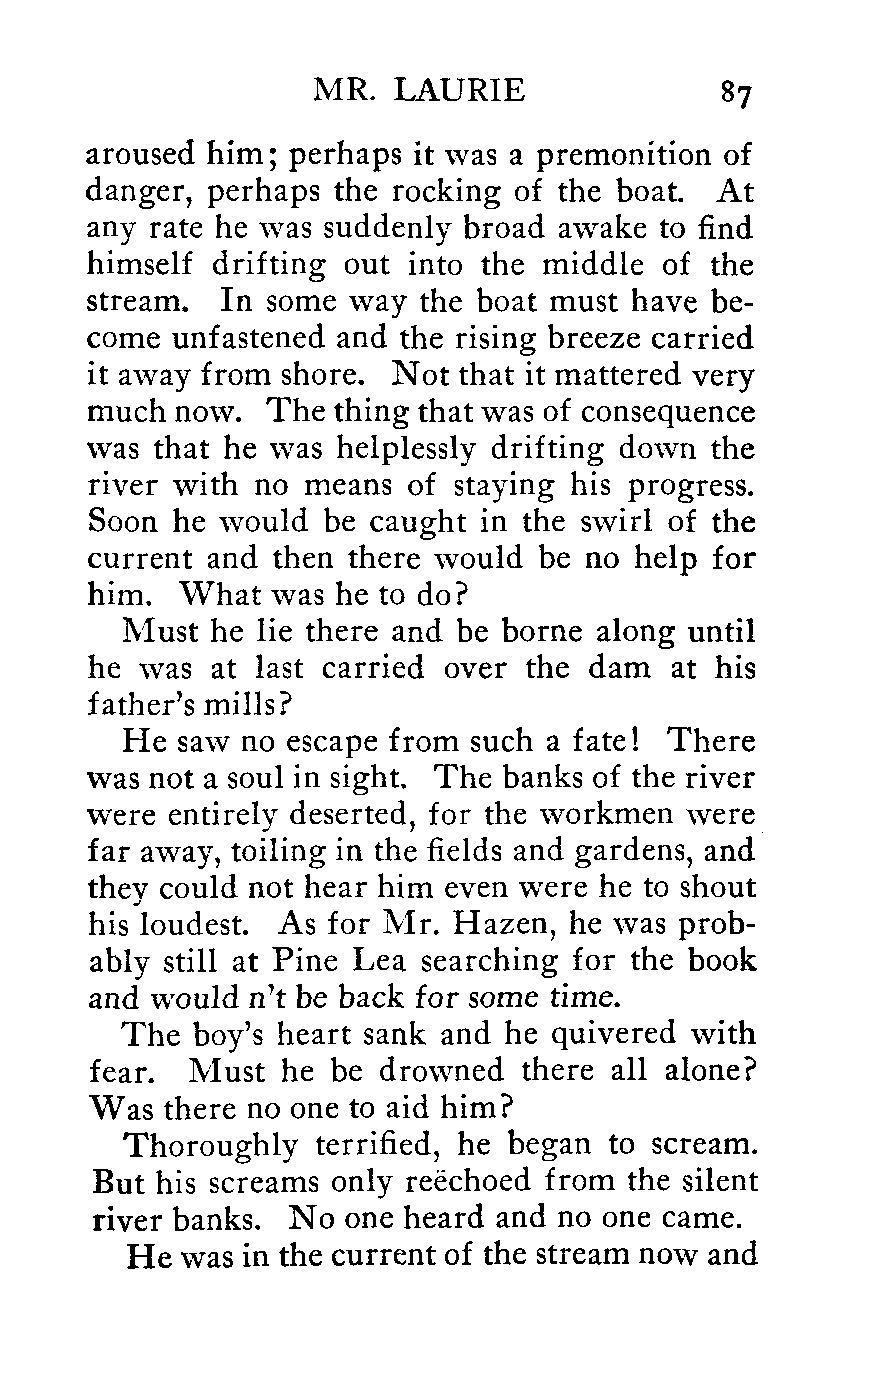 MR. LAURIE 87
aroused him; perhaps it was a premonition of
danger, perhaps the rocking of the boat. At
any rate he was suddenly broad awake to find
himself drifting out into the middle of the
stream. In some way the boat must have be-
come unfastened and the rising breeze carried
it away from shore. Not that it mattered very
much now. The thing that was of consequence
was that he was helplessly drifting down the
river with no means of staying his progress.
Soon he would be caught in the swirl of the
current and then there would be no help for
him. What was he to do?
Must he lie there and be borne along until
he was at last carried over the dam at his
father's mills?
He saw no escape from such a fate! There
was not a soul in sight. The banks of the river
were entirely deserted, for the workmen were
far away, toiling in the fields and gardens, and
they could not hear him even were he to shout
his loudest. As for Mr. Hazen, he was prob-
ably still at Pine Lea searching for the book
and would n't be back for some time.
The boy's heart sank and he quivered with
fear. Must he be drowned there all alone?
Was there no one to aid him?
Thoroughly terrified, he began to scream.
But his screams only reëchoed from the silent
river banks. No one heard and no one came.
He was in the current of the stream now and